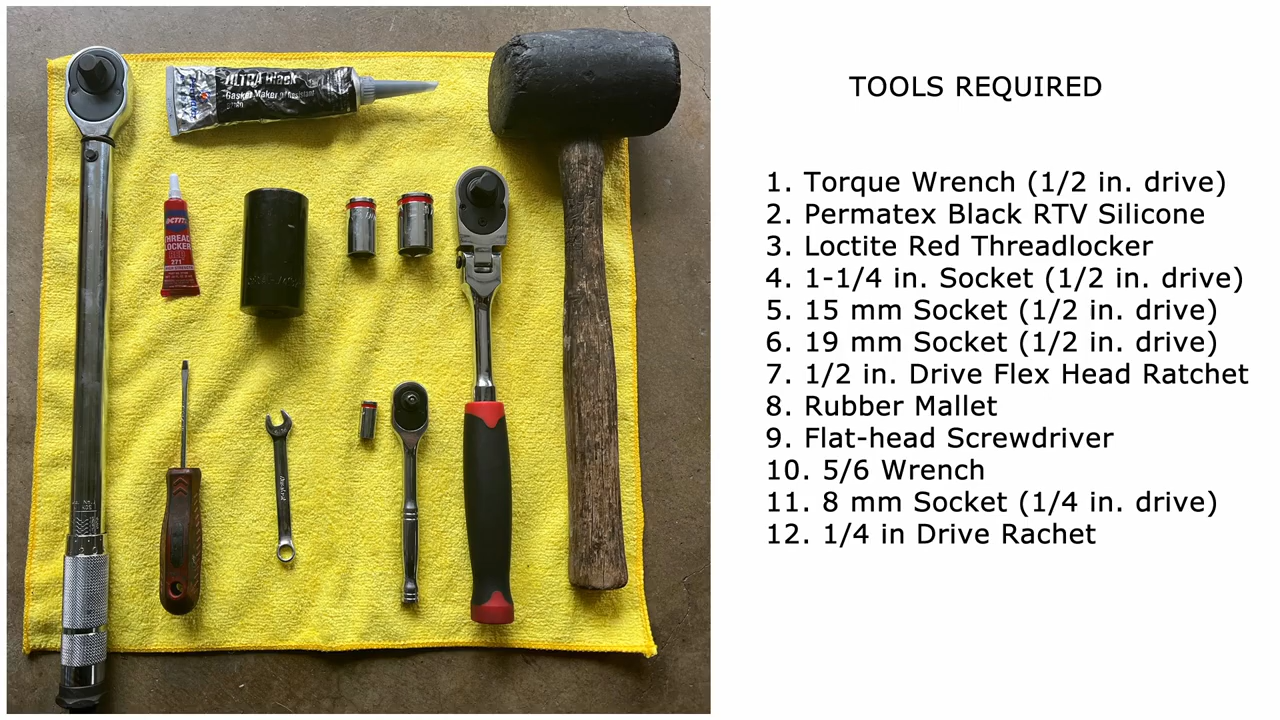 ULTRA Black
Gasket Maker
LOCTITE
THREAD
LOCKER
RED
271
TOOLS REQUIRED
1. Torque Wrench (1/2 in. drive)
2. Permatex Black RTV Silicone
3. Loctite Red Threadlocker
4. 1-1/4 in. Socket (1/2 in. drive)
5. 15 mm Socket (1/2 in. drive)
6. 19 mm Socket (1/2 in. drive)
7. 1/2 in. Drive Flex Head Ratchet
8. Rubber Mallet
9. Flat-head Screwdriver
10. 5/6 Wrench
11. 8 mm Socket (1/4 in. drive)
12. 1/4 in Drive Rachet